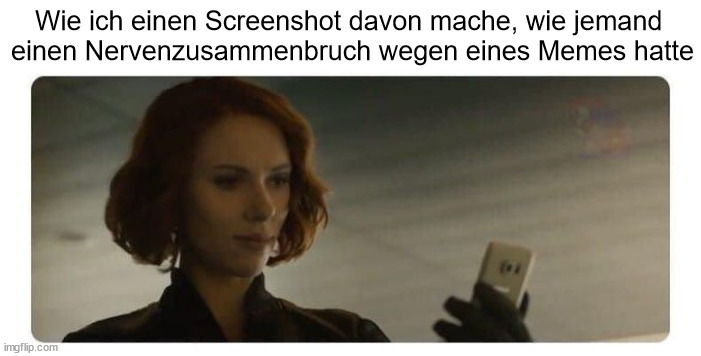 Wie ich einen Screenshot davon mache, wie jemand
einen Nervenzusammenbruch wegen eines Memes hatte
imgflip.com